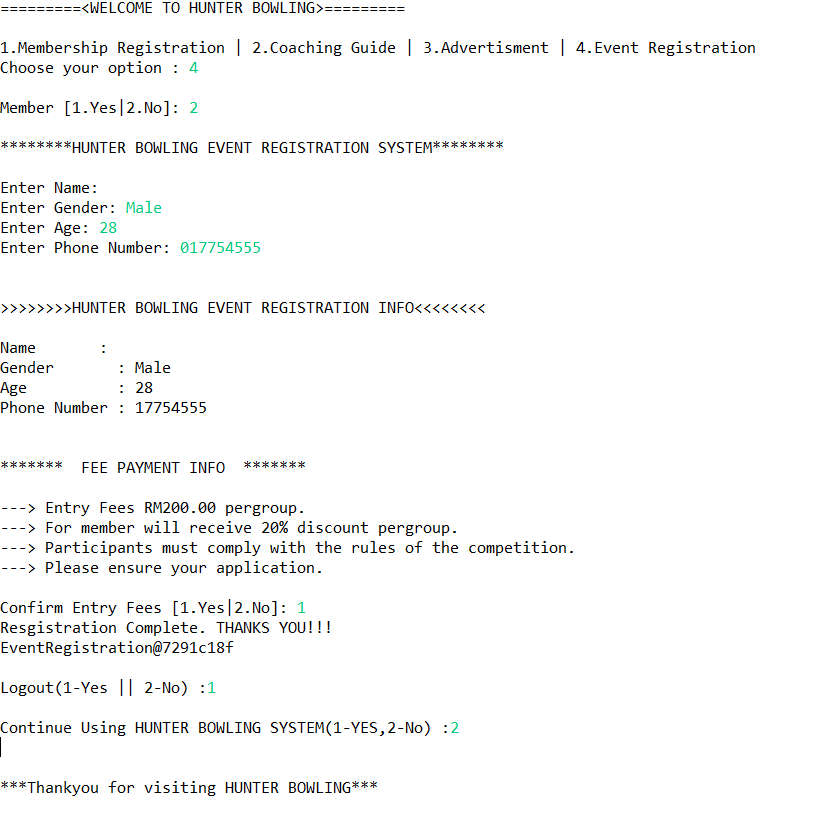 =========<WELCOME TO HUNTER BOWLING>=========
1.Membership Registration | 2.Coaching Guide | 3.Advertisment | 4.Event Registration
Choose your option : 4
Member [1.Yes|2.No]: 2
********HUNTER BOWLING EVENT REGISTRATION SYSTEM********
Enter Name:
Enter Gender: Male
Enter Age: 28
Enter Phone Number: 017754555
>>>>>>>>HUNTER BOWLING EVENT REGISTRATION INFO<<<<<<<<
Name       :
Gender       : Male
Age          : 28
Phone Number : 17754555
*******  FEE PAYMENT INFO  *******
---> Entry Fees RM200.00 pergroup.
---> For member will receive 20% discount pergroup.
---> Participants must comply with the rules of the competition.
---> Please ensure your application.
Confirm Entry Fees [1.Yes|2.No]: 1
Resgistration Complete. THANKS YOU!!!
EventRegistration@7291c18f
Logout(1-Yes || 2-No) :1
Continue Using HUNTER BOWLING SYSTEM(1-YES,2-No) :2
***Thankyou for visiting HUNTER BOWLING***